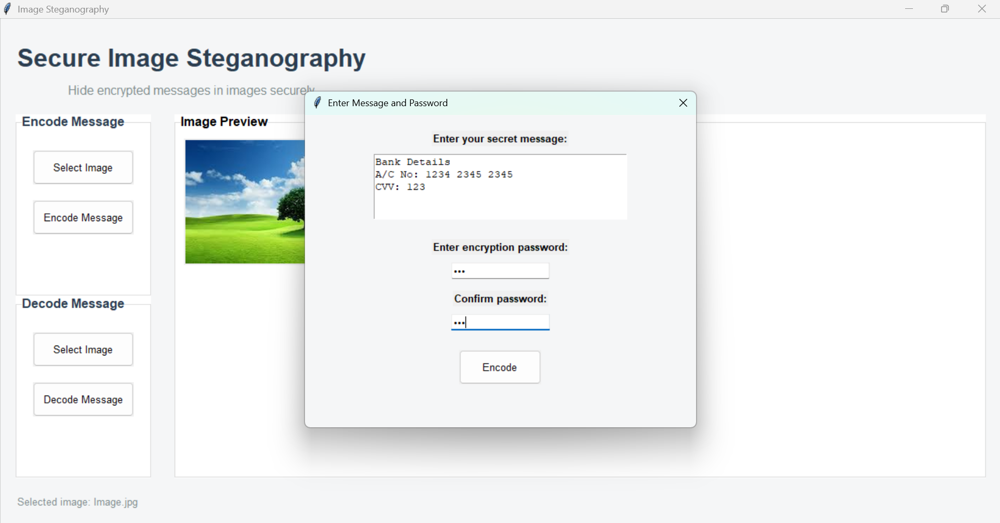 Image Steganography
Secure Image Steganography
Hide encrypted messages in images securely
Encode Message
Select Image
Encode Message
Decode Message
Select Image
Decode Message
Image Preview
Enter Message and Password
Enter your secret message:
Bank Details
A/C No: 1234 2345 2345
CVV: 123
Enter encryption password:
•••
Confirm password:
•••
Encode
Selected image: Image.jpg